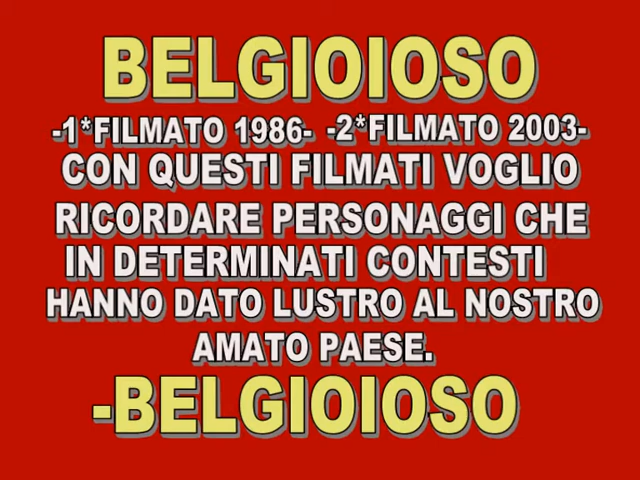 BELGIOIOSO
-1*FILMATO 1986- -2*FILMATO 2003-
CON QUESTI FILMATI VOGLIO
RICORDARE PERSONAGGI CHE
IN DETERMINATI CONTESTI
HANNO DATO LUSTRO AL NOSTRO
AMATO PAESE.
-BELGIOIOSO